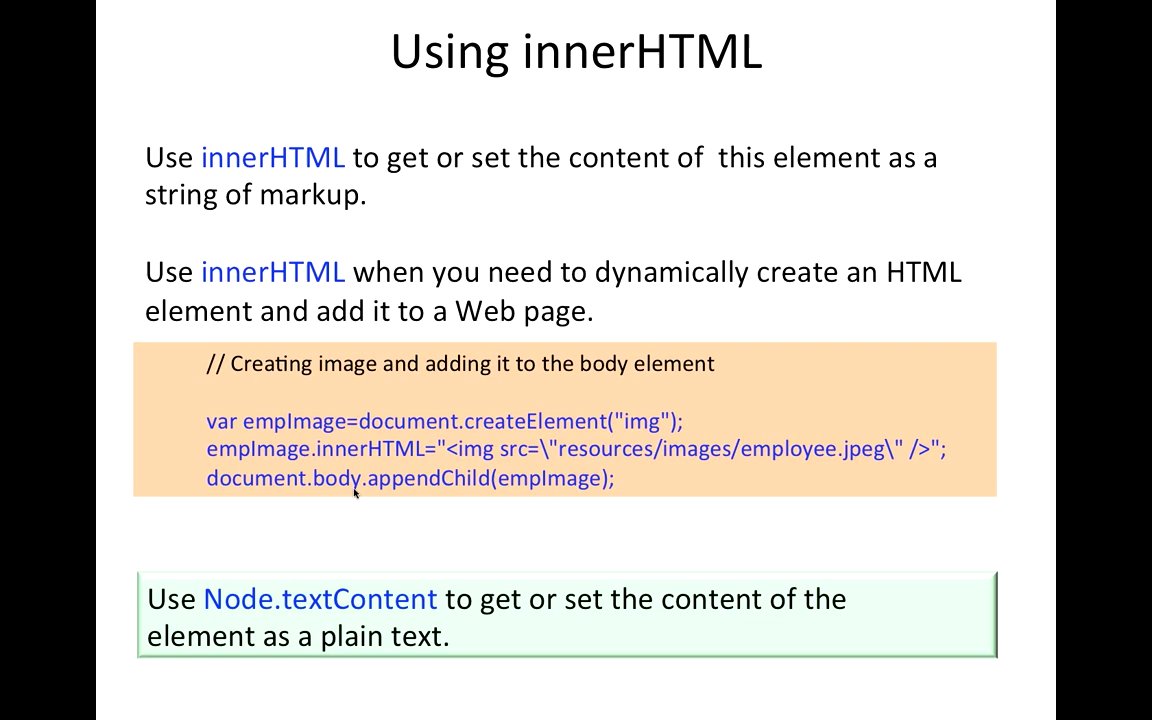 Using innerHTML
Use innerHTML to get or set the content of  this element as a
string of markup.
Use innerHTML when you need to dynamically create an HTML
element and add it to a Web page.
// Creating image and adding it to the body element
var empImage=document.createElement("img");
empImage.innerHTML="<img src=\"resources/images/employee.jpeg\" />";
document.body.appendChild(empImage);
Use Node.textContent to get or set the content of the
element as a plain text.